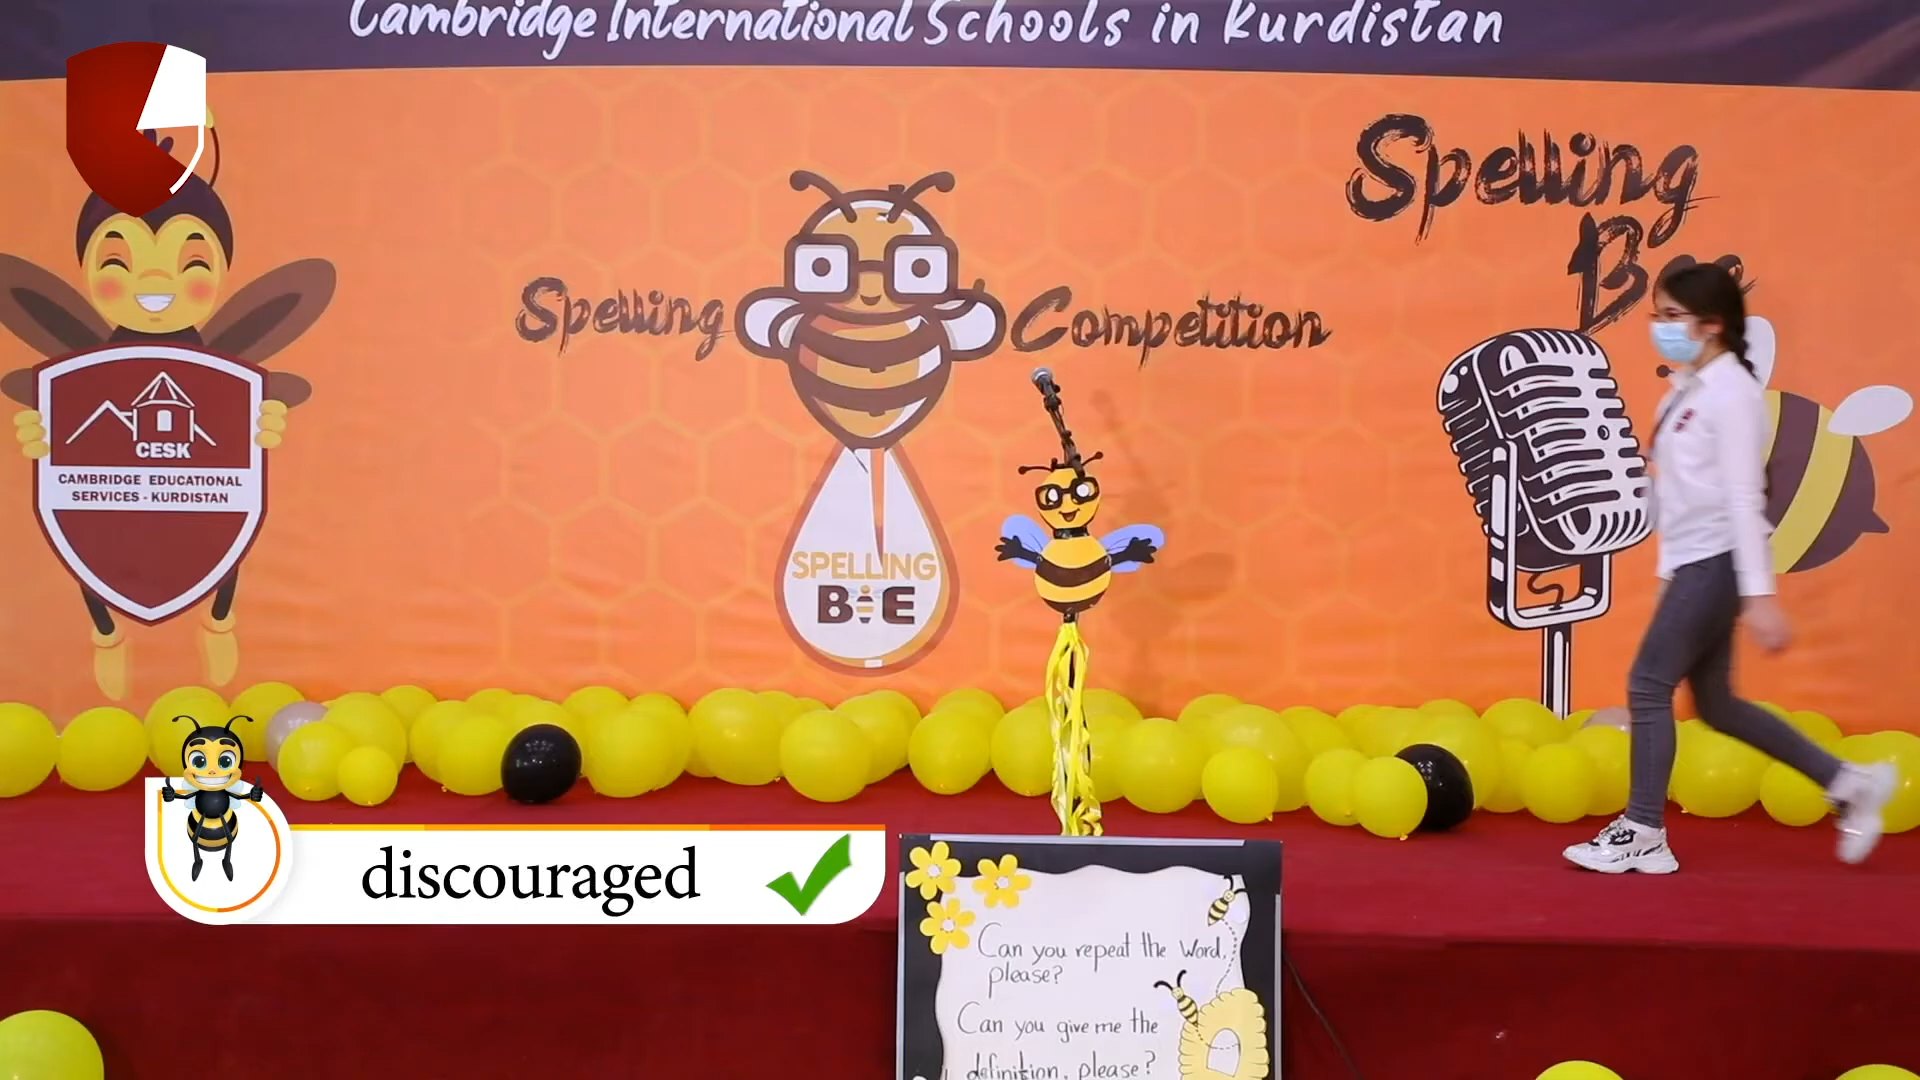 Cambridge International Schools in Kurdistan
Spelling
Bee
Spelling Competition
CESK
CAMBRIDGE EDUCATIONAL
SERVICES - KURDISTAN
SPELLING
BEE
discouraged
Can you repeat the word,
please?
Can you give me the
definition, please?